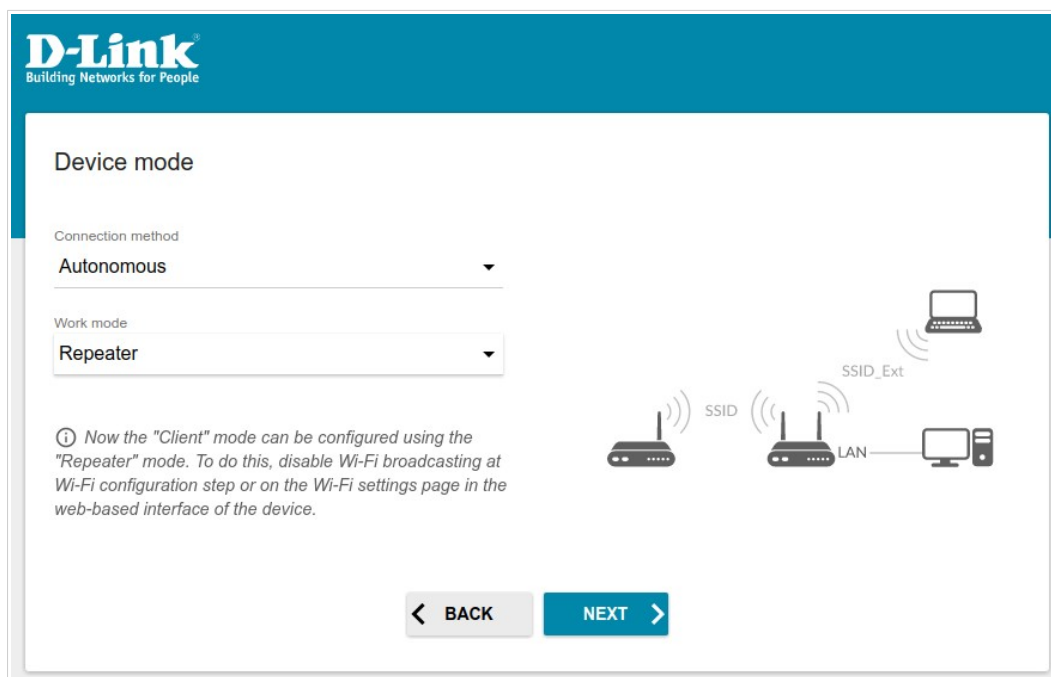 D-Link®
Building Networks for People
Device mode
Connection method
Autonomous
Work mode
Repeater
SSID_Ext
SSID
LAN
Now the "Client" mode can be configured using the
"Repeater" mode. To do this, disable Wi-Fi broadcasting at
Wi-Fi configuration step or on the Wi-Fi settings page in the
web-based interface of the device.
BACK
NEXT